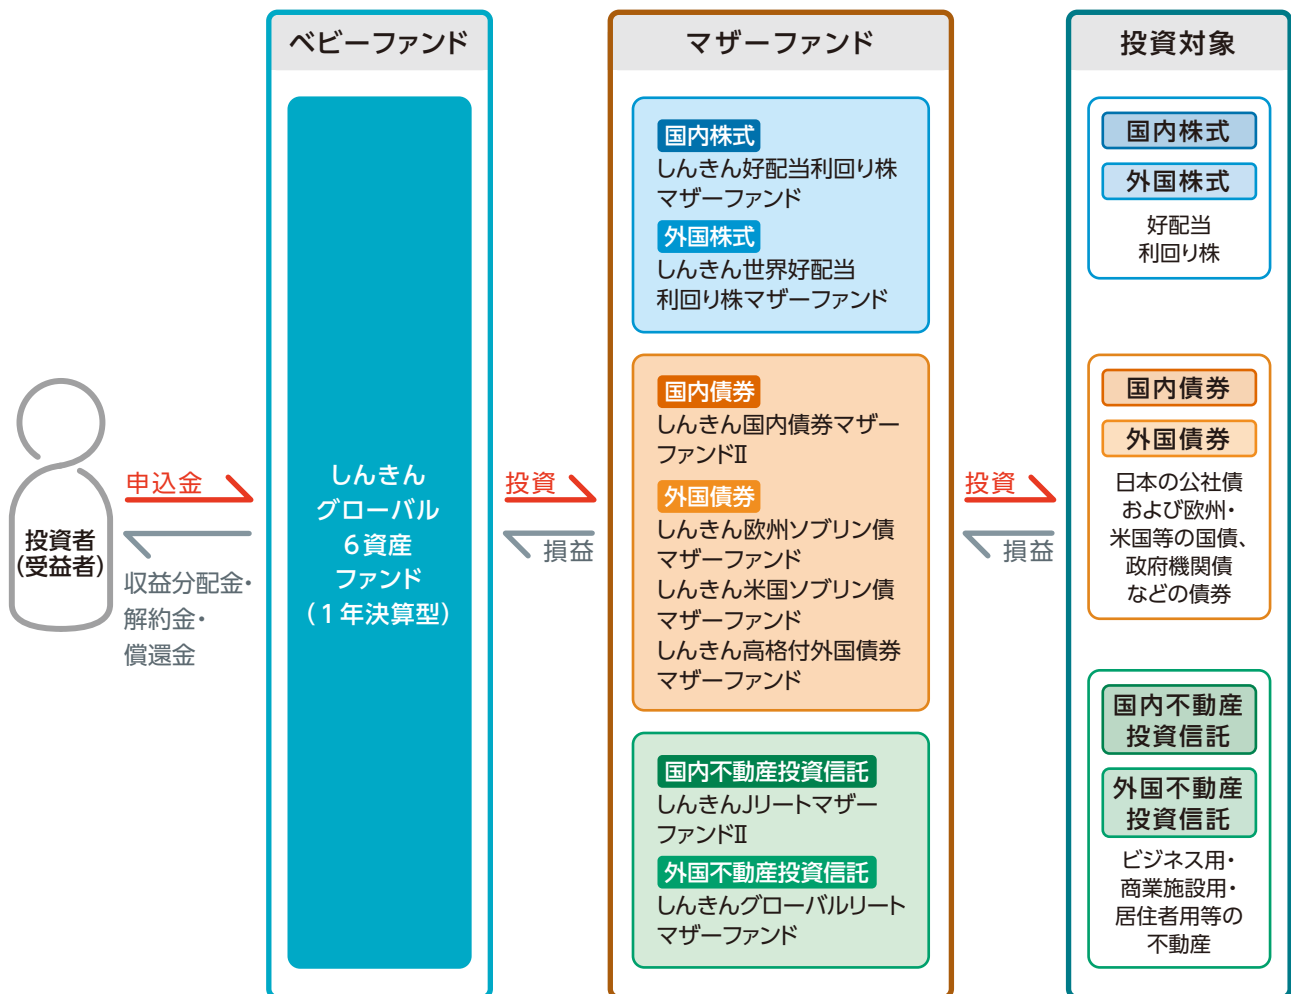 ベビーファンド
マザーファンド
投資対象
投資者
(受益者)
申込金
収益分配金・
解約金・
償還金
しんきん
グローバル
6資産
ファンド
(1年決算型)
投資
損益
国内株式
しんきん好配当利回り株
マザーファンド
外国株式
しんきん世界好配当
利回り株マザーファンド
国内債券
しんきん国内債券マザー
ファンドⅡ
外国債券
しんきん欧州ソブリン債
マザーファンド
しんきん米国ソブリン債
マザーファンド
しんきん高格付外国債券
マザーファンド
国内不動産投資信託
しんきんJリートマザー
ファンドⅡ
外国不動産投資信託
しんきんグローバルリート
マザーファンド
投資
損益
国内株式
外国株式
好配当
利回り株
国内債券
外国債券
日本の公社債
および欧州・
米国等の国債、
政府機関債
などの債券
国内不動産
投資信託
外国不動産
投資信託
ビジネス用・
商業施設用・
居住者用等の
不動産